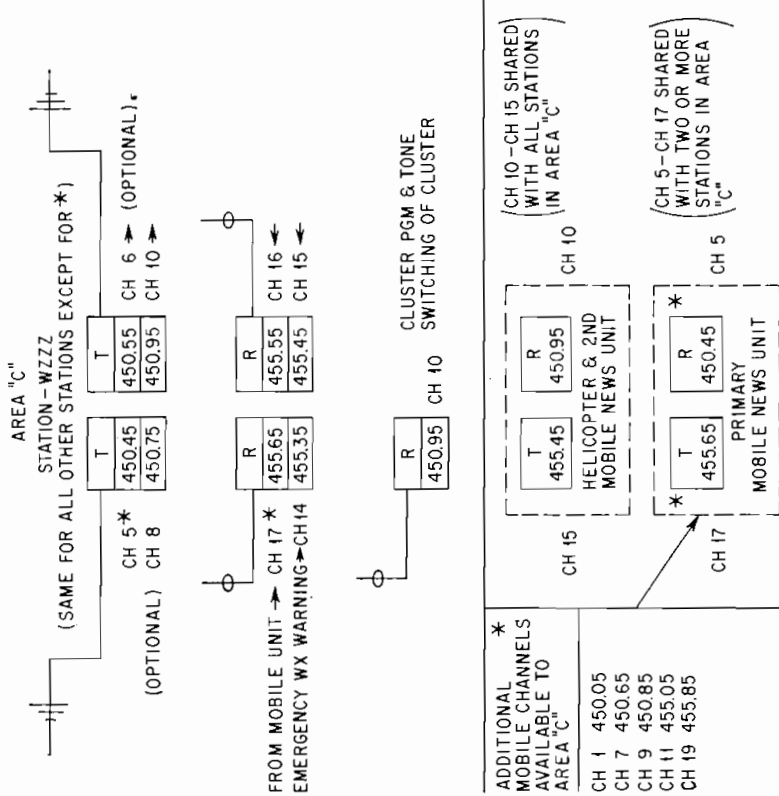 AREA "C"
STATION-WZZZ
(SAME FOR ALL OTHER STATIONS EXCEPT FOR *)
T
450.45
450.75
T
450.55
450.95
CH 5*
(OPTIONAL) CH 8
CH 6 → (OPTIONAL)
CH 10 →
R
455.65
455.35
R
455.55
455.45
FROM MOBILE UNIT → CH 17 *
EMERGENCY WX WARNING → CH14
CH 16 ←
CH 15 ←
R
450.95
CH 10
CLUSTER PGM & TONE
SWITCHING OF CLUSTER
ADDITIONAL *
MOBILE CHANNELS
AVAILABLE TO
AREA "C"
CH 1 450.05
CH 7 450.65
CH 9 450.85
CH 11 455.05
CH 19 455.85
CH 15
T
455.45
R
450.95
HELICOPTER & 2ND
MOBILE NEWS UNIT
CH 10
(CH 10-CH 15 SHARED
WITH ALL STATIONS
IN AREA "C")
CH 17
*
T
455.65
R
450.45
*
PRIMARY
MOBILE NEWS UNIT
CH 5
(CH 5-CH 17 SHARED
WITH TWO OR MORE
STATIONS IN AREA
"C")